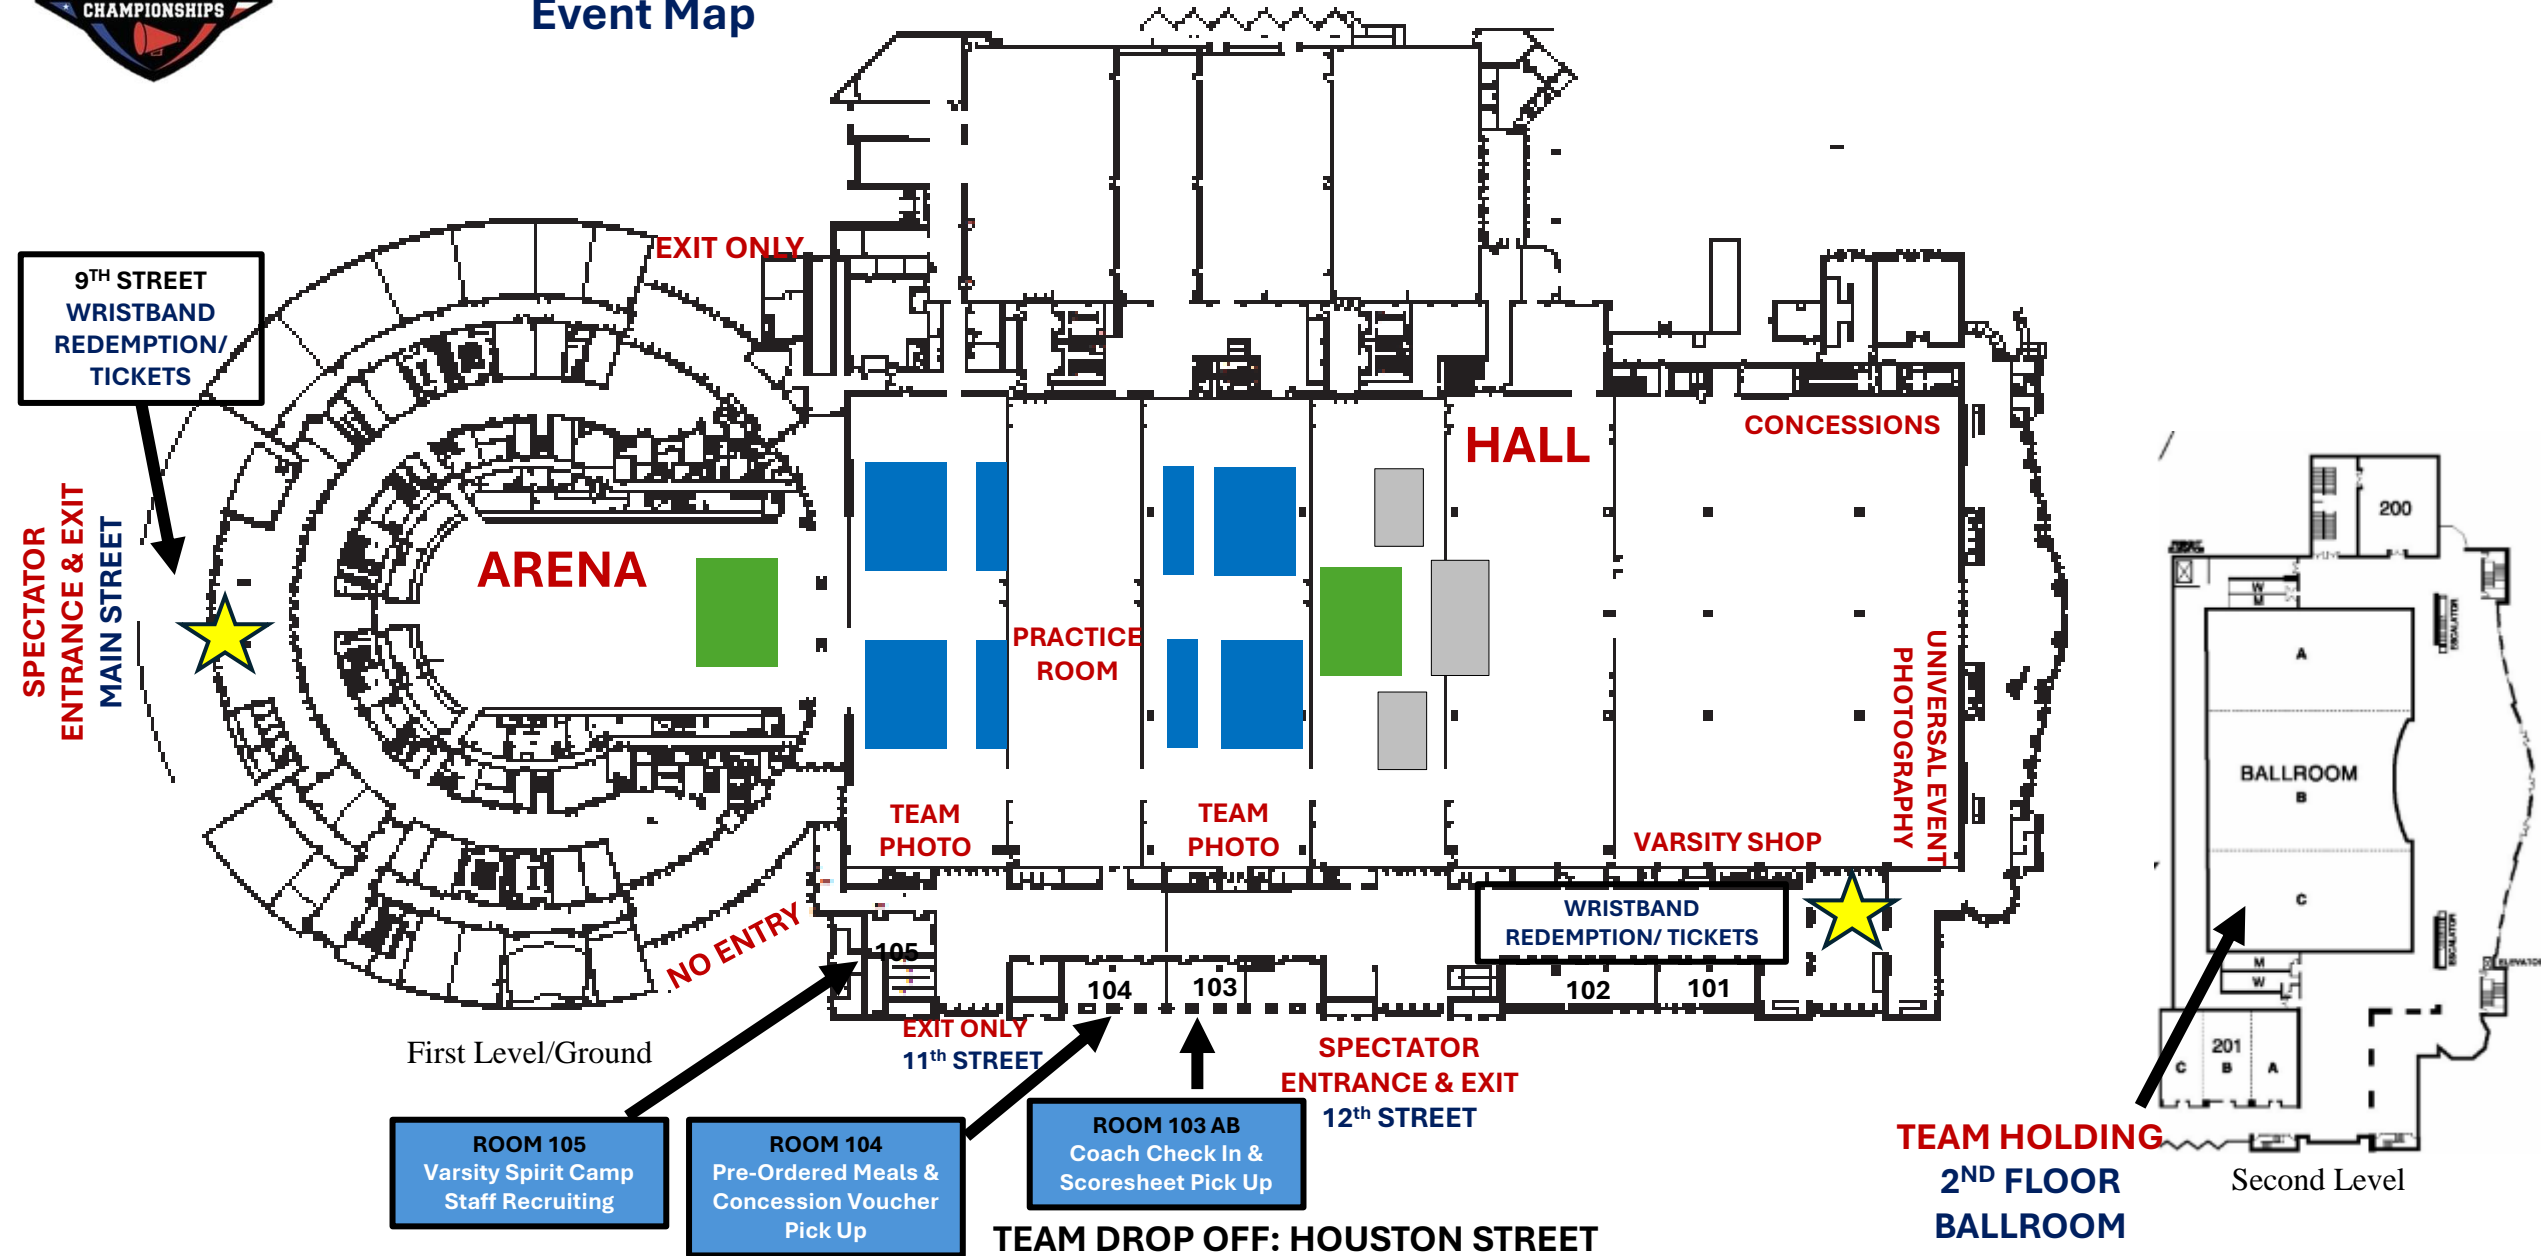 CHAMPIONSHIPS
Event Map
EXIT ONLY
9TH STREET
WRISTBAND
REDEMPTION/
TICKETS
SPECTATOR
ENTRANCE & EXIT
MAIN STREET
ARENA
HALL
CONCESSIONS
PRACTICE
ROOM
UNIVERSAL EVENT
PHOTOGRAPHY
TEAM
PHOTO
TEAM
PHOTO
VARSITY SHOP
WRISTBAND
REDEMPTION/ TICKETS
NO ENTRY
105
104
103
102
101
EXIT ONLY
11th STREET
First Level/Ground
SPECTATOR
ENTRANCE & EXIT
12th STREET
ROOM 105
Varsity Spirit Camp
Staff Recruiting
ROOM 104
Pre-Ordered Meals &
Concession Voucher
Pick Up
ROOM 103 AB
Coach Check In &
Scoresheet Pick Up
TEAM DROP OFF: HOUSTON STREET
200
W
M
ESCALATOR
A
BALLROOM
B
C
ESCALATOR
ELEVATOR
M
W
201
C B A
TEAM HOLDING
2ND FLOOR
BALLROOM
Second Level